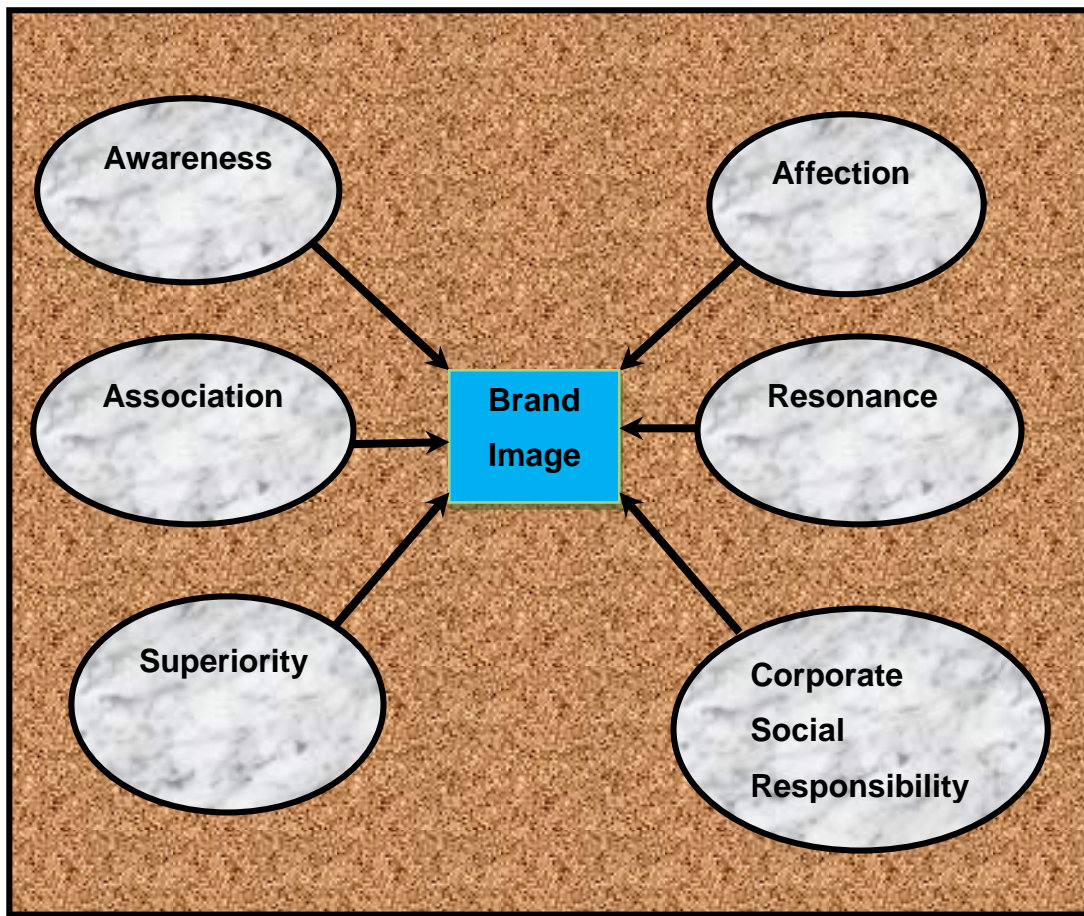 Awareness
Affection
Association
Brand
Image
Resonance
Superiority
Corporate
Social
Responsibility